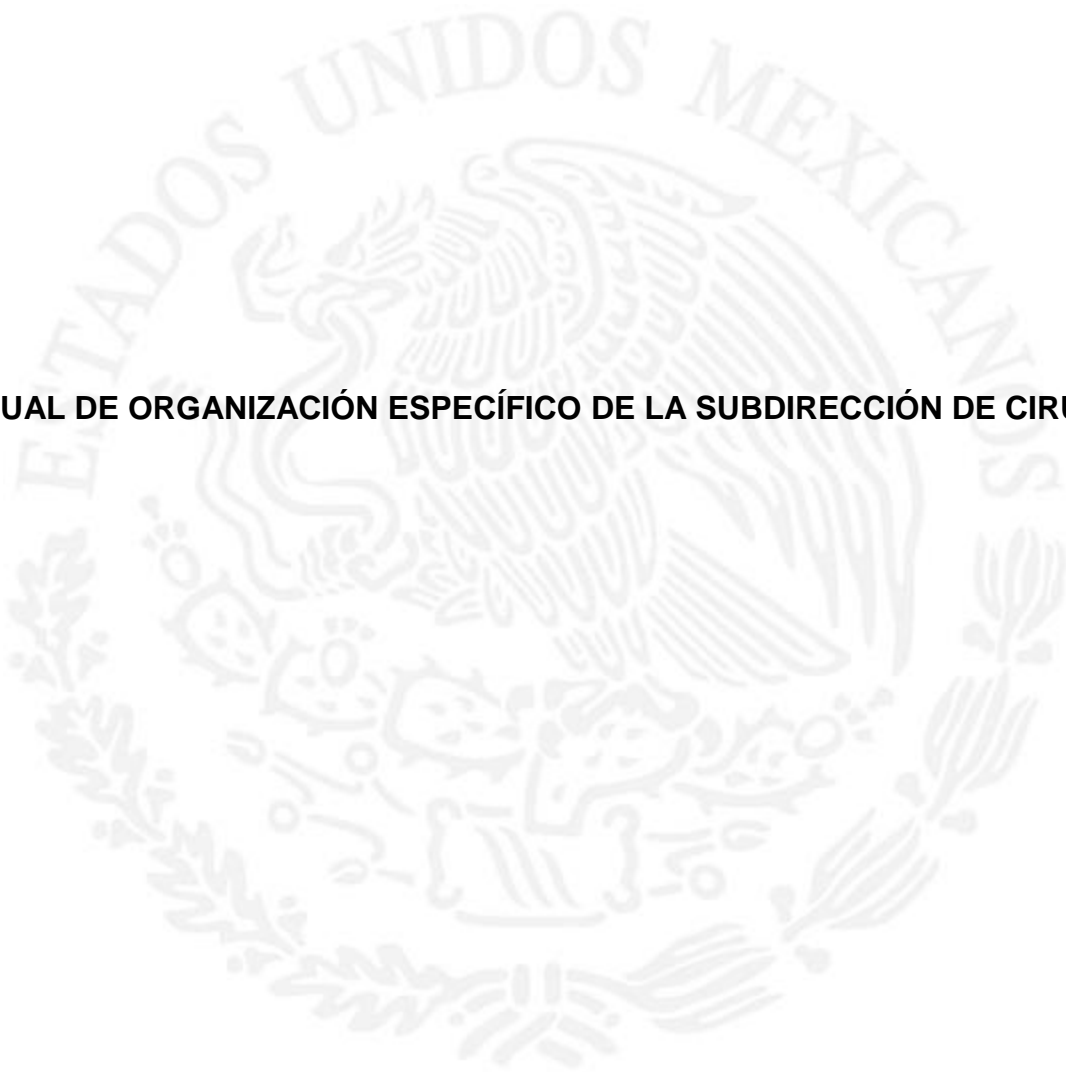 ESTADOS UNIDOS MEXICANOS
UAL DE ORGANIZACIÓN ESPECÍFICO DE LA SUBDIRECCIÓN DE CIRU